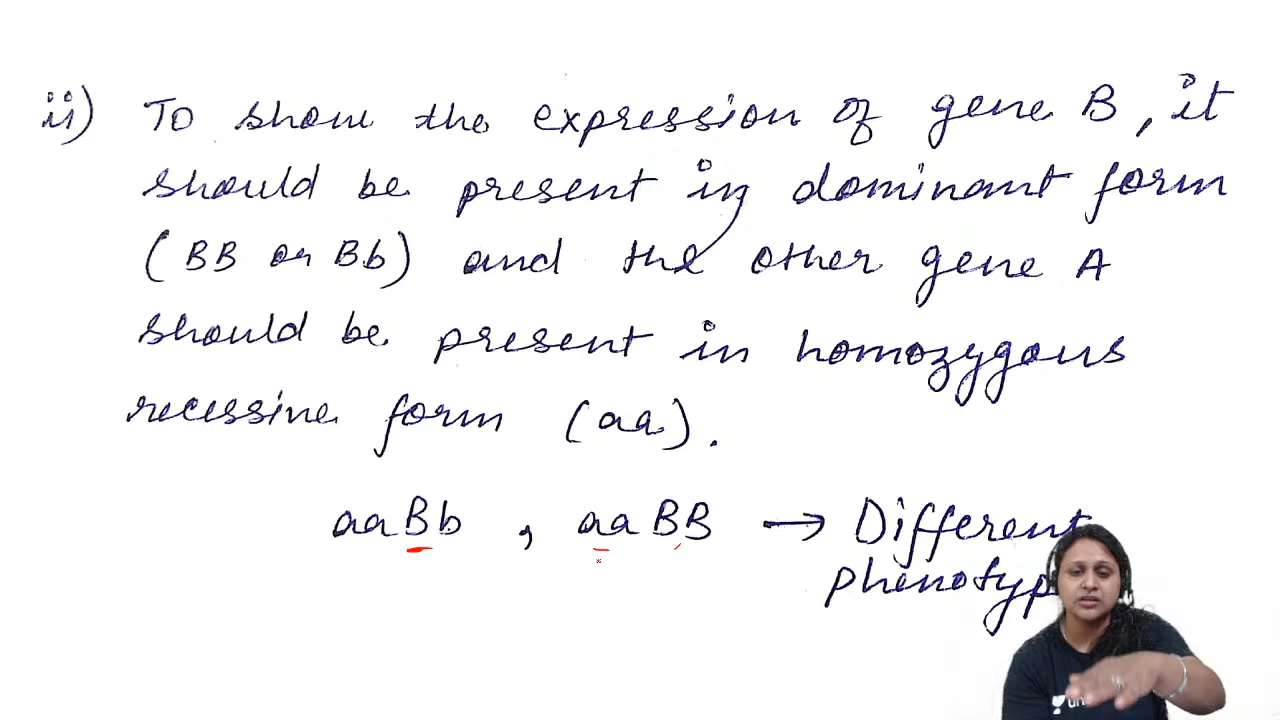 ii) To show the expression of gene B, it
should be present in dominant form
(BB or Bb) and the other gene A
should be present in homozygous
recessive form (aa).
aaBb , aaBB → Different